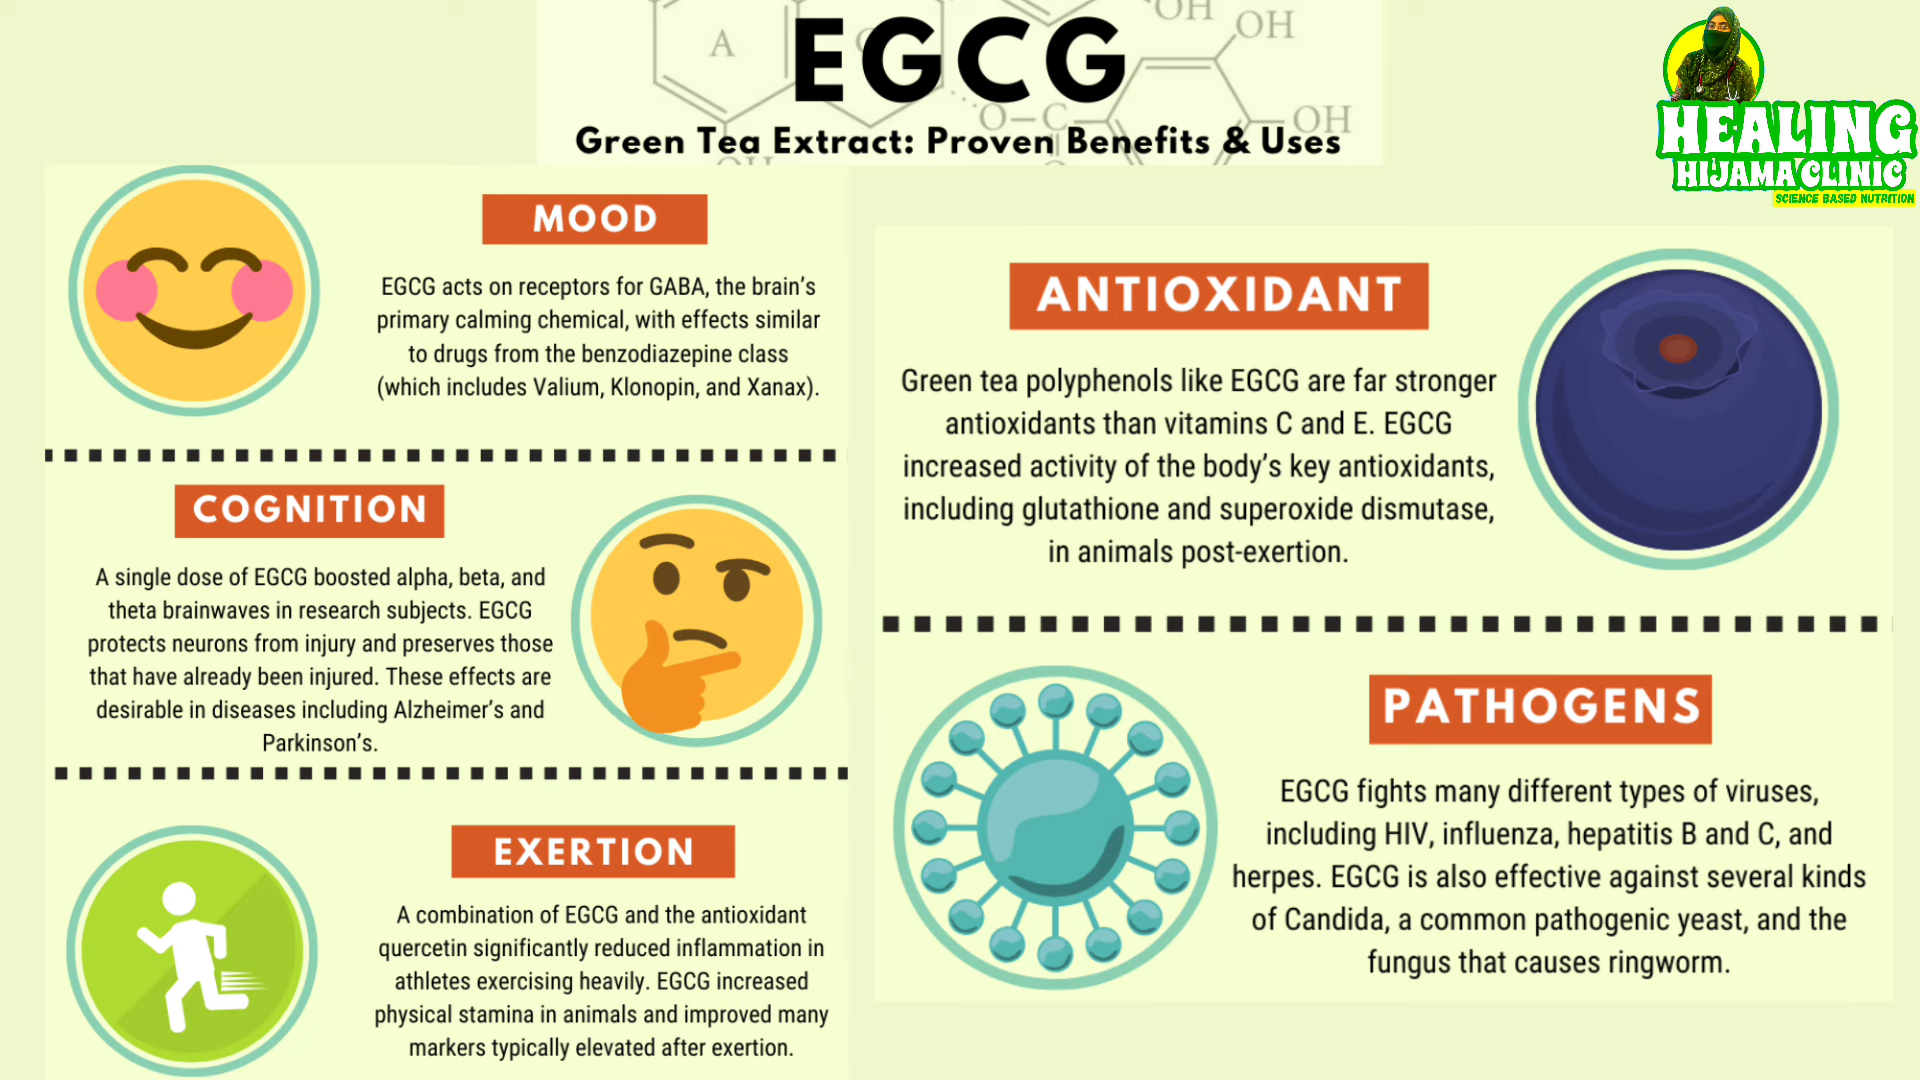 EGCG
Green Tea Extract: Proven Benefits & Uses
A
OH
OH
O
C
OH
HEALING
HIJAMA CLINIC
SCIENCE BASED NUTRITION
MOOD
EGCG acts on receptors for GABA, the brain's
primary calming chemical, with effects similar
to drugs from the benzodiazepine class
(which includes Valium, Klonopin, and Xanax).
COGNITION
A single dose of EGCG boosted alpha, beta, and
theta brainwaves in research subjects. EGCG
protects neurons from injury and preserves those
that have already been injured. These effects are
desirable in diseases including Alzheimer's and
Parkinson's.
EXERTION
A combination of EGCG and the antioxidant
quercetin significantly reduced inflammation in
athletes exercising heavily. EGCG increased
physical stamina in animals and improved many
markers typically elevated after exertion.
ANTIOXIDANT
Green tea polyphenols like EGCG are far stronger
antioxidants than vitamins C and E. EGCG
increased activity of the body's key antioxidants,
including glutathione and superoxide dismutase,
in animals post-exertion.
PATHOGENS
EGCG fights many different types of viruses,
including HIV, influenza, hepatitis B and C, and
herpes. EGCG is also effective against several kinds
of Candida, a common pathogenic yeast, and the
fungus that causes ringworm.